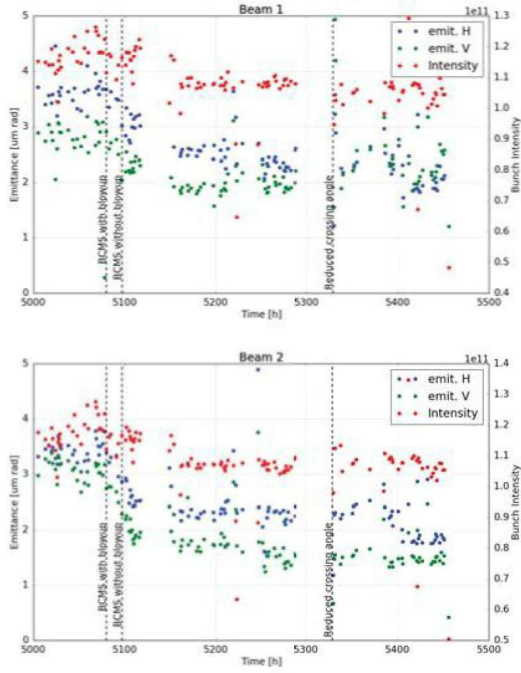 Beam 1
1e11
5
4
3
2
1
0
Emittance [um rad]
5000
5100
5200
5300
5400
5500
Time [h]
1.3
1.2
1.1
1.0
0.9
0.8
0.7
0.6
0.5
0.4
Bunch Intensity
emit. H
emit. V
Intensity
BCMS with blowup
BCMS without blowup
Reduced crossing angle
Beam 2
1e11
5
4
3
2
1
0
Emittance [um rad]
5000
5100
5200
5300
5400
5500
Time [h]
1.4
1.3
1.2
1.1
1.0
0.9
0.8
0.7
0.6
0.5
Bunch Intensity
emit. H
emit. V
Intensity
BCMS with blowup
BCMS without blowup
Reduced crossing angle